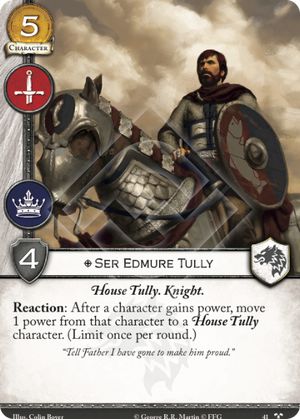 5
CHARACTER
4
SER EDMURE TULLY
House Tully. Knight.
Reaction: After a character gains power, move
1 power from that character to a House Tully
character. (Limit once per round.)
"Tell Father I have gone to make him proud."
Illus. Colin Boyer © George R.R. Martin © FFG 41